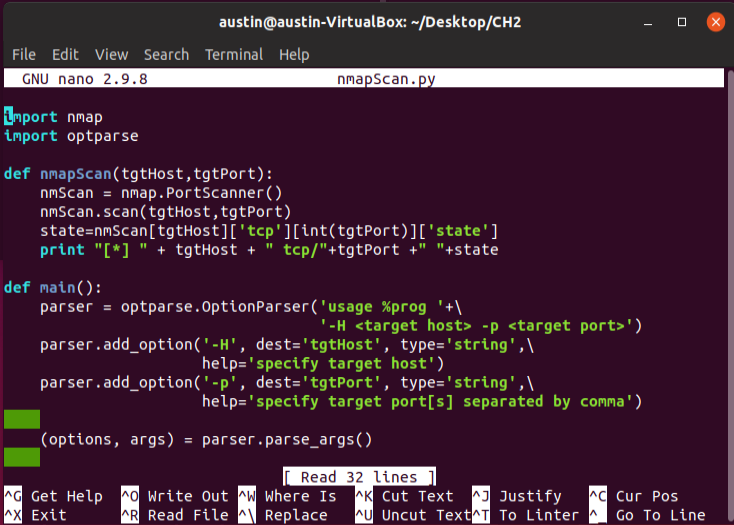 austin@austin-VirtualBox: ~/Desktop/CH2
File Edit View Search Terminal Help
GNU nano 2.9.8 nmapScan.py
import nmap
import optparse
def nmapScan(tgtHost,tgtPort):
    nmScan = nmap.PortScanner()
    nmScan.scan(tgtHost,tgtPort)
    state=nmScan[tgtHost]['tcp'][int(tgtPort)]['state']
    print "[*] " + tgtHost + " tcp/"+tgtPort +" "+state
def main():
    parser = optparse.OptionParser('usage %prog '+\
                                   '-H <target host> -p <target port>')
    parser.add_option('-H', dest='tgtHost', type='string',\
                      help='specify target host')
    parser.add_option('-p', dest='tgtPort', type='string',\
                      help='specify target port[s] separated by comma')
    (options, args) = parser.parse_args()
[ Read 32 lines ]
^G Get Help ^O Write Out ^W Where Is ^K Cut Text ^J Justify ^C Cur Pos
^X Exit ^R Read File ^\ Replace ^U Uncut Text ^T To Linter ^_ Go To Line